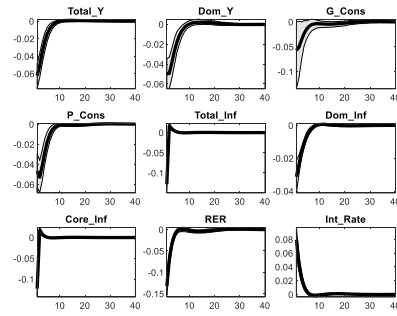 Total_Y Dom_Y G_Cons
0 0 0
-0.02 -0.02 -0.05
-0.04 -0.04 -0.1
-0.06 -0.06
10 20 30 40 10 20 30 40 10 20 30 40
P_Cons Total_Inf Dom_Inf
0 0 0
-0.02 -0.05 -0.02
-0.04 -0.1 -0.04
-0.06
10 20 30 40 10 20 30 40 10 20 30 40
Core_Inf RER Int_Rate
0 0 0.08
-0.05 -0.05 0.06
-0.1 -0.1 0.04
-0.15 0.02
0
10 20 30 40 10 20 30 40 10 20 30 40